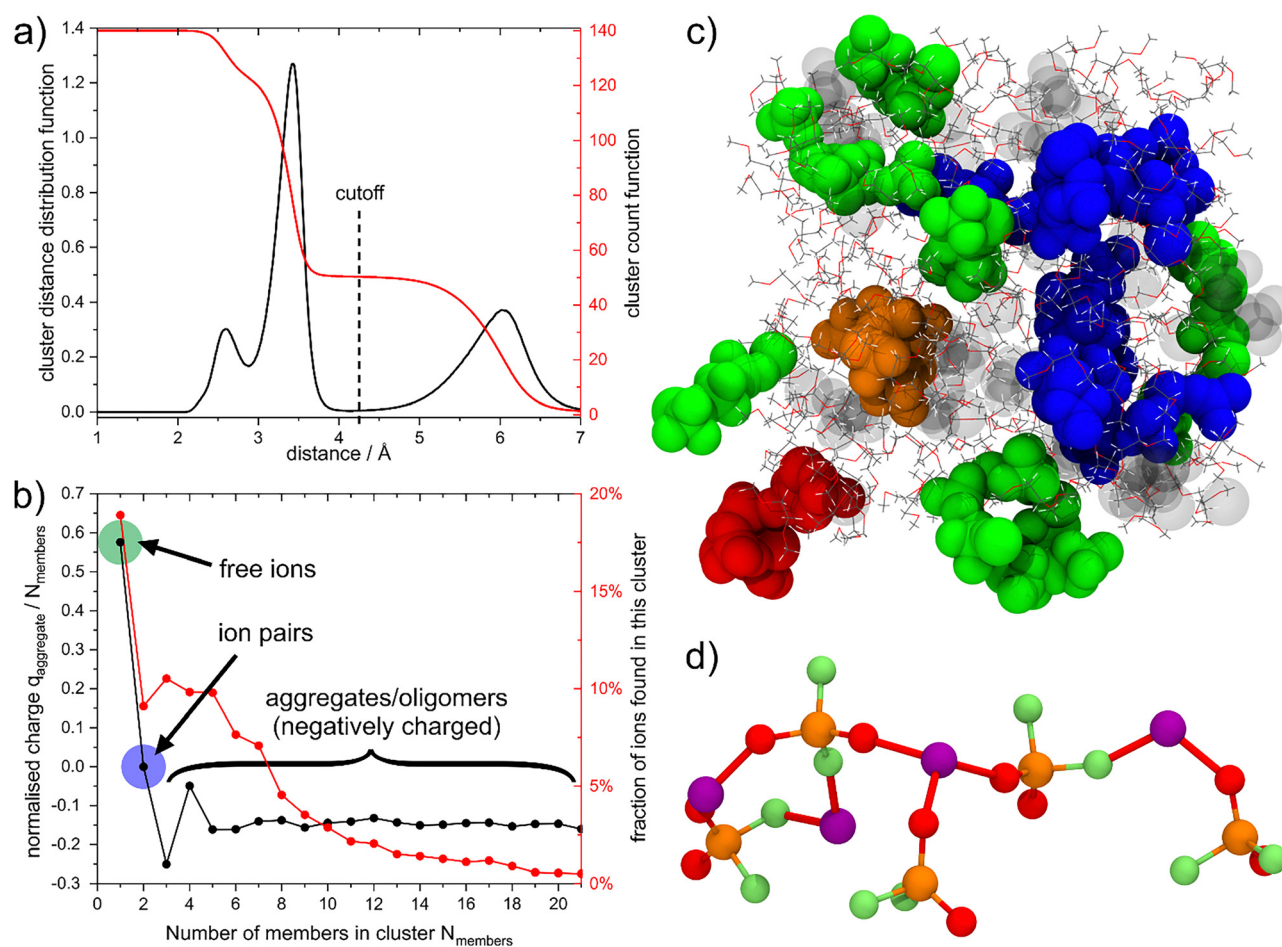 a)
1.4
1.2
1.0
0.8
0.6
0.4
0.2
0.0
cluster distance distribution function
140
120
100
80
60
40
20
0
cluster count function
cutoff
1 2 3 4 5 6 7
distance / Å
b)
0.7
0.6
0.5
0.4
0.3
0.2
0.1
0.0
-0.1
-0.2
-0.3
normalised charge q_aggregate / N_members
20%
15%
10%
5%
0%
fraction of ions found in this cluster
free ions
ion pairs
aggregates/oligomers
(negatively charged)
0 2 4 6 8 10 12 14 16 18 20
Number of members in cluster N_members
c)
d)